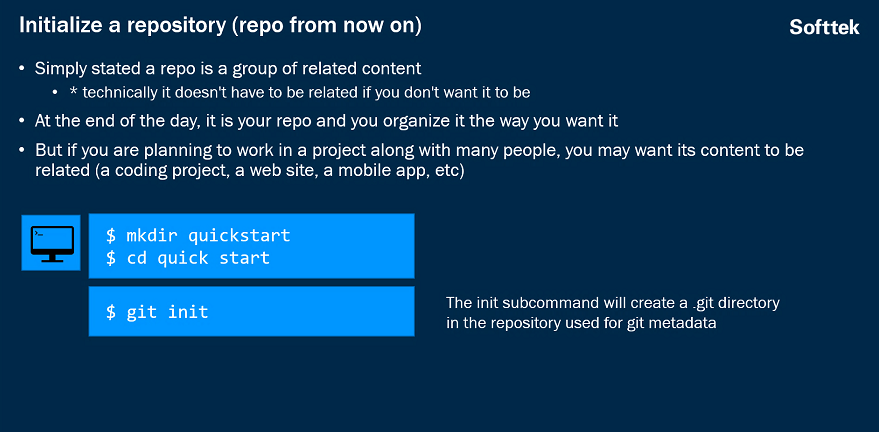 Initialize a repository (repo from now on)
Softtek
• Simply stated a repo is a group of related content
• * technically it doesn't have to be related if you don't want it to be
• At the end of the day, it is your repo and you organize it the way you want it
• But if you are planning to work in a project along with many people, you may want its content to be
related (a coding project, a web site, a mobile app, etc)
$ mkdir quickstart
$ cd quick start
$ git init
The init subcommand will create a .git directory
in the repository used for git metadata